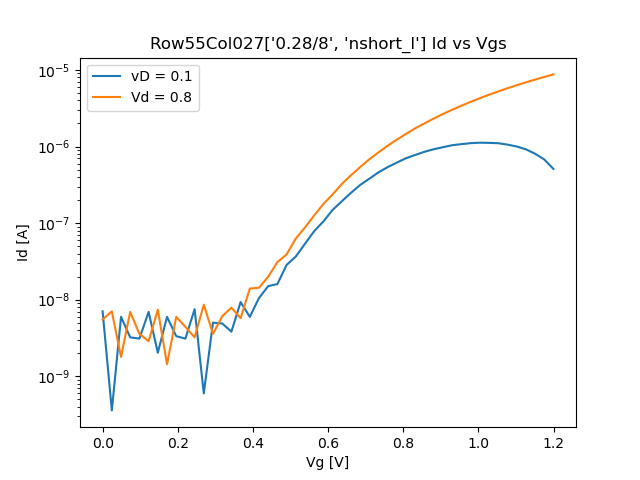 Row55Col027['0.28/8', 'nshort_l'] Id vs Vgs
vD = 0.1
Vd = 0.8
Id [A]
10⁻⁵
10⁻⁶
10⁻⁷
10⁻⁸
10⁻⁹
0.0 0.2 0.4 0.6 0.8 1.0 1.2
Vg [V]